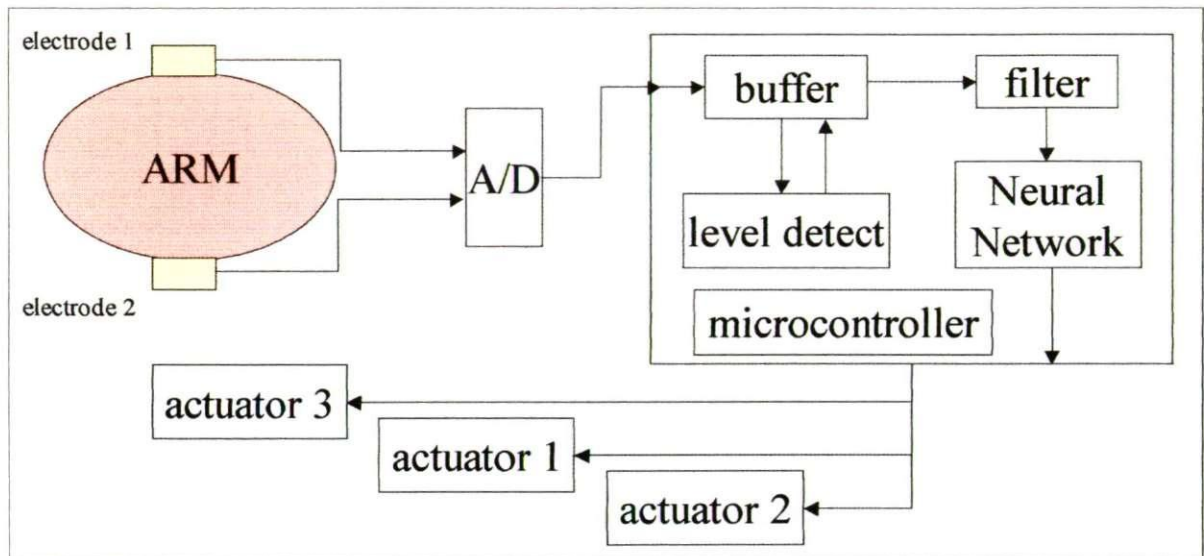 electrode 1
ARM
electrode 2
A/D
buffer
filter
level detect
Neural
Network
microcontroller
actuator 3
actuator 1
actuator 2